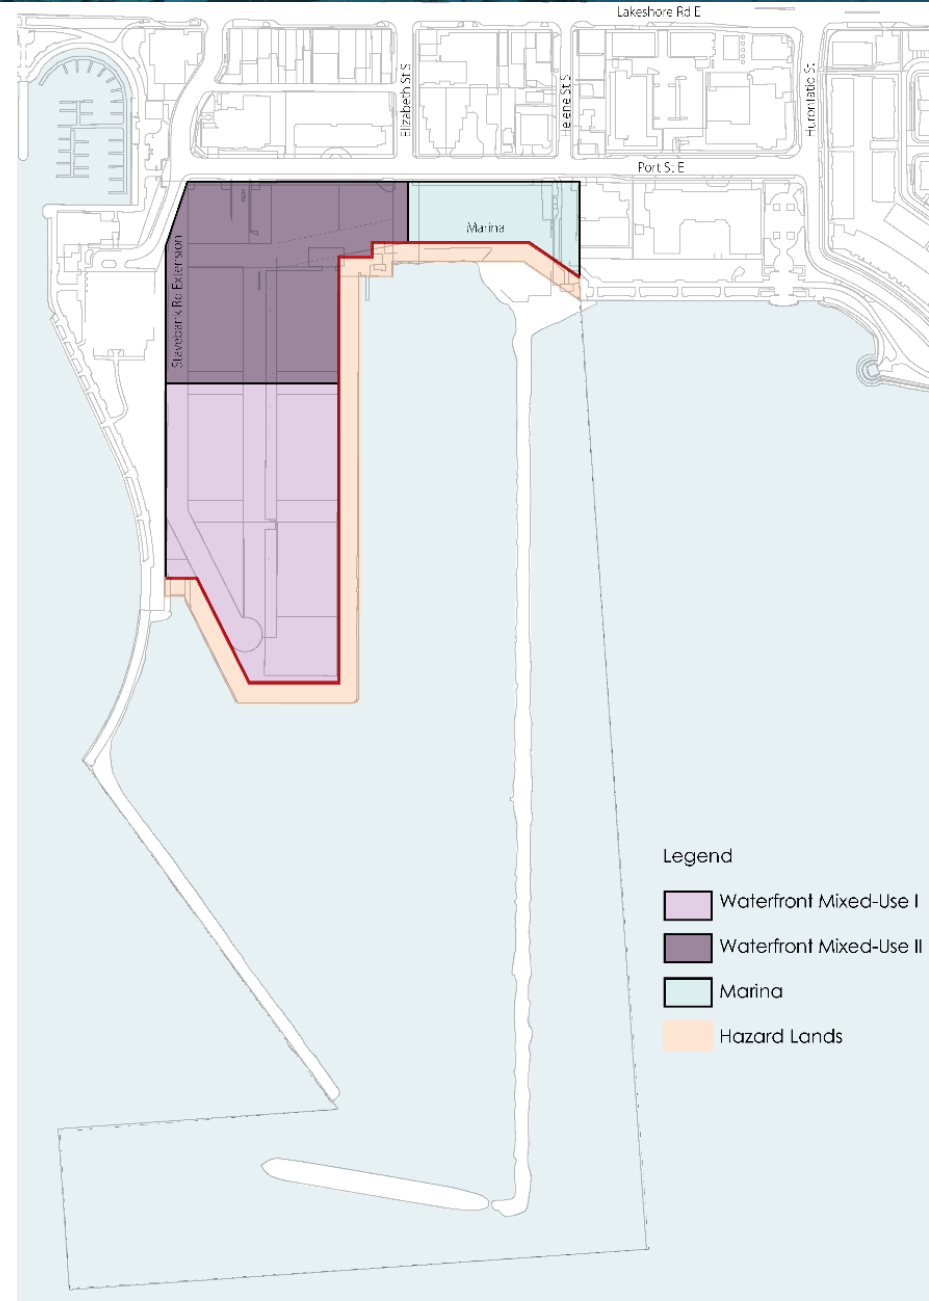 Lakeshore Rd E
Elizabeth St S
Helene St S
Hurontatio St
Port St E
Marina
Stavebank Rd Extension
Legend
Waterfront Mixed-Use I
Waterfront Mixed-Use II
Marina
Hazard Lands